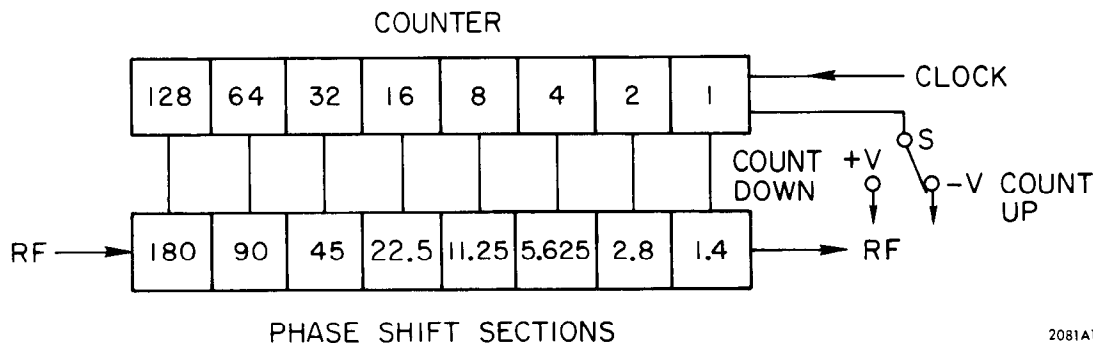 COUNTER
128 64 32 16 8 4 2 1
CLOCK
S
COUNT DOWN
+V
-V COUNT UP
RF
180 90 45 22.5 11.25 5.625 2.8 1.4
RF
PHASE SHIFT SECTIONS